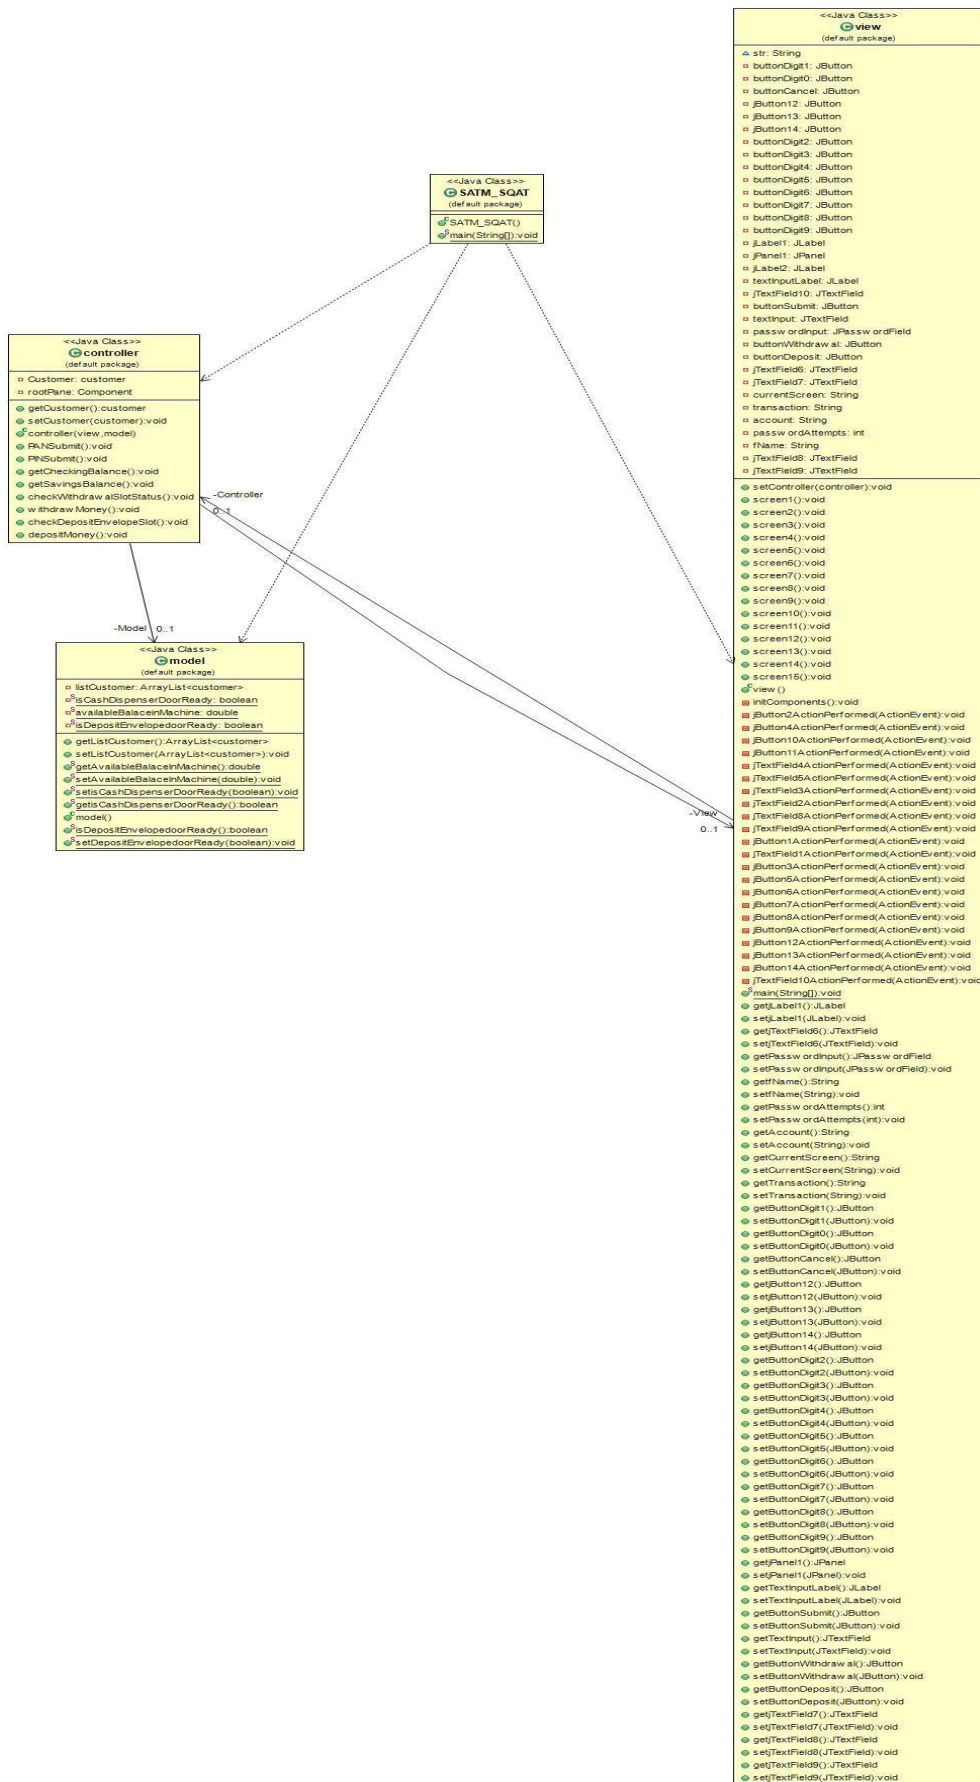 <<Java Class>>
view
(default package)
str: String
buttonDigit1: JButton
buttonDigit0: JButton
buttonCancel: JButton
jButton12: JButton
jButton13: JButton
jButton14: JButton
buttonDigit2: JButton
buttonDigit3: JButton
buttonDigit4: JButton
buttonDigit5: JButton
buttonDigit6: JButton
buttonDigit7: JButton
buttonDigit8: JButton
buttonDigit9: JButton
jLabel1: JLabel
jPanel1: JPanel
jLabel2: JLabel
textInputLabel: JLabel
jTextField10: JTextField
buttonSubmit: JButton
textInput: JTextField
passwordInput: JPasswordField
buttonWithdrawal: JButton
buttonDeposit: JButton
jTextField6: JTextField
jTextField7: JTextField
currentScreen: String
transaction: String
account: String
passwordAttempts: int
fName: String
jTextField8: JTextField
jTextField9: JTextField
setController(controller):void
screen1():void
screen2():void
screen3():void
screen4():void
screen5():void
screen6():void
screen7():void
screen8():void
screen9():void
screen10():void
screen11():void
screen12():void
screen13():void
screen14():void
screen15():void
view()
initComponents():void
jButton2ActionPerformed(ActionEvent):void
jButton4ActionPerformed(ActionEvent):void
jButton10ActionPerformed(ActionEvent):void
jButton11ActionPerformed(ActionEvent):void
jTextField4ActionPerformed(ActionEvent):void
jTextField5ActionPerformed(ActionEvent):void
jTextField3ActionPerformed(ActionEvent):void
jTextField2ActionPerformed(ActionEvent):void
jTextField8ActionPerformed(ActionEvent):void
jTextField9ActionPerformed(ActionEvent):void
jButton1ActionPerformed(ActionEvent):void
jTextField1ActionPerformed(ActionEvent):void
jButton3ActionPerformed(ActionEvent):void
jButton5ActionPerformed(ActionEvent):void
jButton6ActionPerformed(ActionEvent):void
jButton7ActionPerformed(ActionEvent):void
jButton8ActionPerformed(ActionEvent):void
jButton9ActionPerformed(ActionEvent):void
jButton12ActionPerformed(ActionEvent):void
jButton13ActionPerformed(ActionEvent):void
jButton14ActionPerformed(ActionEvent):void
jTextField10ActionPerformed(ActionEvent):void
main(String[]):void
getjLabel1():JLabel
setjLabel1(JLabel):void
getjTextField6():JTextField
setjTextField6(JTextField):void
getPasswordInput():JPasswordField
setPasswordInput(JPasswordField):void
getfName():String
setfName(String):void
getPasswordAttempts():int
setPasswordAttempts(int):void
getAccount():String
setAccount(String):void
getCurrentScreen():String
setCurrentScreen(String):void
getTransaction():String
setTransaction(String):void
getButtonDigit1():JButton
setButtonDigit1(JButton):void
getButtonDigit0():JButton
setButtonDigit0(JButton):void
getButtonCancel():JButton
setButtonCancel(JButton):void
getjButton12():JButton
setjButton12(JButton):void
getjButton13():JButton
setjButton13(JButton):void
getjButton14():JButton
setjButton14(JButton):void
getButtonDigit2():JButton
setButtonDigit2(JButton):void
getButtonDigit3():JButton
setButtonDigit3(JButton):void
getButtonDigit4():JButton
setButtonDigit4(JButton):void
getButtonDigit5():JButton
setButtonDigit5(JButton):void
getButtonDigit6():JButton
setButtonDigit6(JButton):void
getButtonDigit7():JButton
setButtonDigit7(JButton):void
getButtonDigit8():JButton
setButtonDigit8(JButton):void
getButtonDigit9():JButton
setButtonDigit9(JButton):void
getjPanel1():JPanel
setjPanel1(JPanel):void
getTextInputLabel():JLabel
setTextInputLabel(JLabel):void
getButtonSubmit():JButton
setButtonSubmit(JButton):void
getTextInput():JTextField
setTextInput(JTextField):void
getButtonWithdrawal():JButton
setButtonWithdrawal(JButton):void
getButtonDeposit():JButton
setButtonDeposit(JButton):void
getjTextField7():JTextField
setjTextField7(JTextField):void
getjTextField8():JTextField
setjTextField8(JTextField):void
getjTextField9():JTextField
setjTextField9(JTextField):void
<<Java Class>>
SATM_SQAT
(default package)
SATM_SQAT()
main(String[]):void
<<Java Class>>
controller
(default package)
Customer: customer
rootPane: Component
getCustomer():customer
setCustomer(customer):void
controller(view,model)
PANSubmit():void
PINSubmit():void
getCheckingBalance():void
getSavingsBalance():void
checkWithdrawalSlotStatus():void
withdrawMoney():void
checkDepositEnvelopeSlot():void
depositMoney():void
-Controller
0..1
-Model 0..1
-View
0..1
<<Java Class>>
model
(default package)
listCustomer: ArrayList<customer>
isCashDispenserDoorReady: boolean
availableBalaceinMachine: double
isDepositEnvelopedoorReady: boolean
getListCustomer():ArrayList<customer>
setListCustomer(ArrayList<customer>):void
getAvailableBalaceInMachine():double
setAvailableBalaceInMachine(double):void
setisCashDispenserDoorReady(boolean):void
getisCashDispenserDoorReady():boolean
model()
isDepositEnvelopedoorReady():boolean
setDepositEnvelopedoorReady(boolean):void